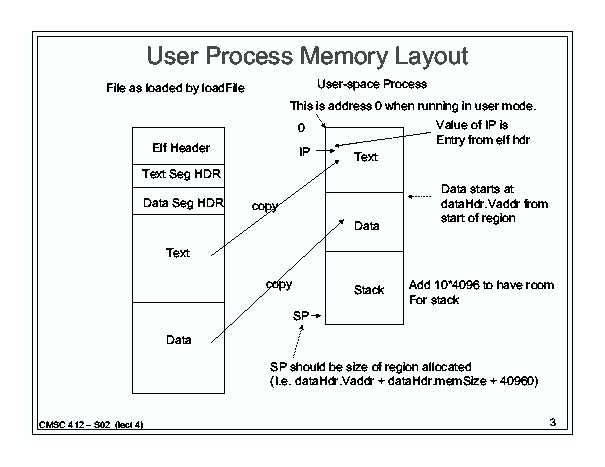 User Process Memory Layout
File as loaded by loadFile
User-space Process
This is address 0 when running in user mode.
0
Value of IP is
Entry from elf hdr
IP
Text
Elf Header
Text Seg HDR
Data Seg HDR
copy
Data starts at
dataHdr.Vaddr from
start of region
Data
Text
copy
Stack
Add 10*4096 to have room
For stack
SP
Data
SP should be size of region allocated
(I.e. dataHdr.Vaddr + dataHdr.memSize + 40960)
CMSC 412 – S02 (lect 4)
3